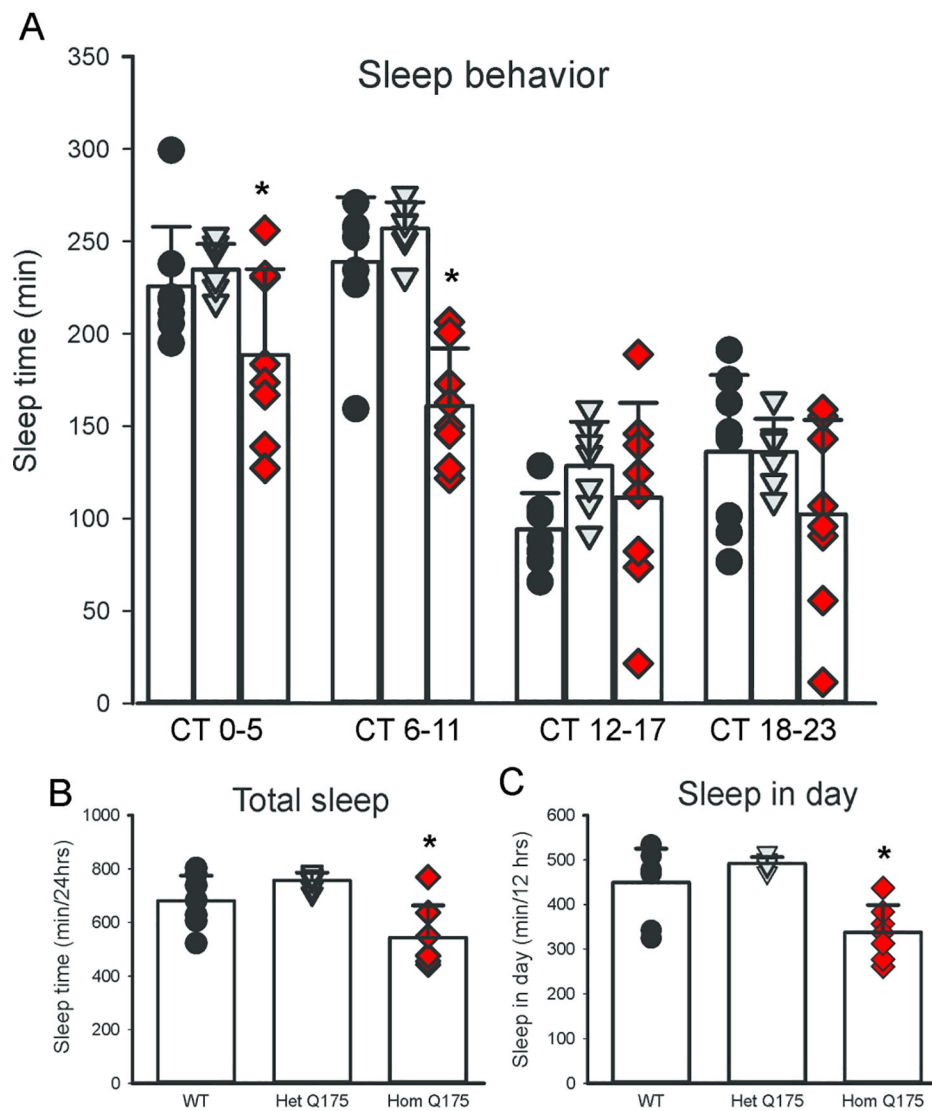 A
Sleep behavior
350
300
250
200
150
100
50
0
Sleep time (min)
*
*
CT 0-5 CT 6-11 CT 12-17 CT 18-23
B
Total sleep
1000
800
600
400
200
0
Sleep time (min/24hrs)
*
WT Het Q175 Hom Q175
C
Sleep in day
600
500
400
300
200
100
0
Sleep in day (min/12 hrs)
*
WT Het Q175 Hom Q175